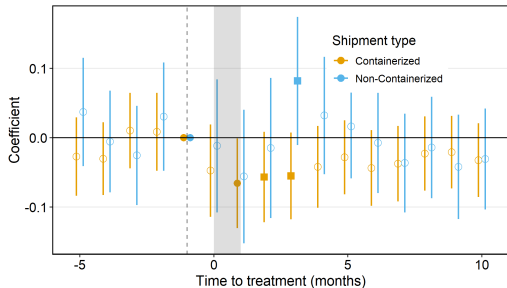 Shipment type
Containerized
Non-Containerized
Coefficient
0.1
0.0
-0.1
-5
0
5
10
Time to treatment (months)